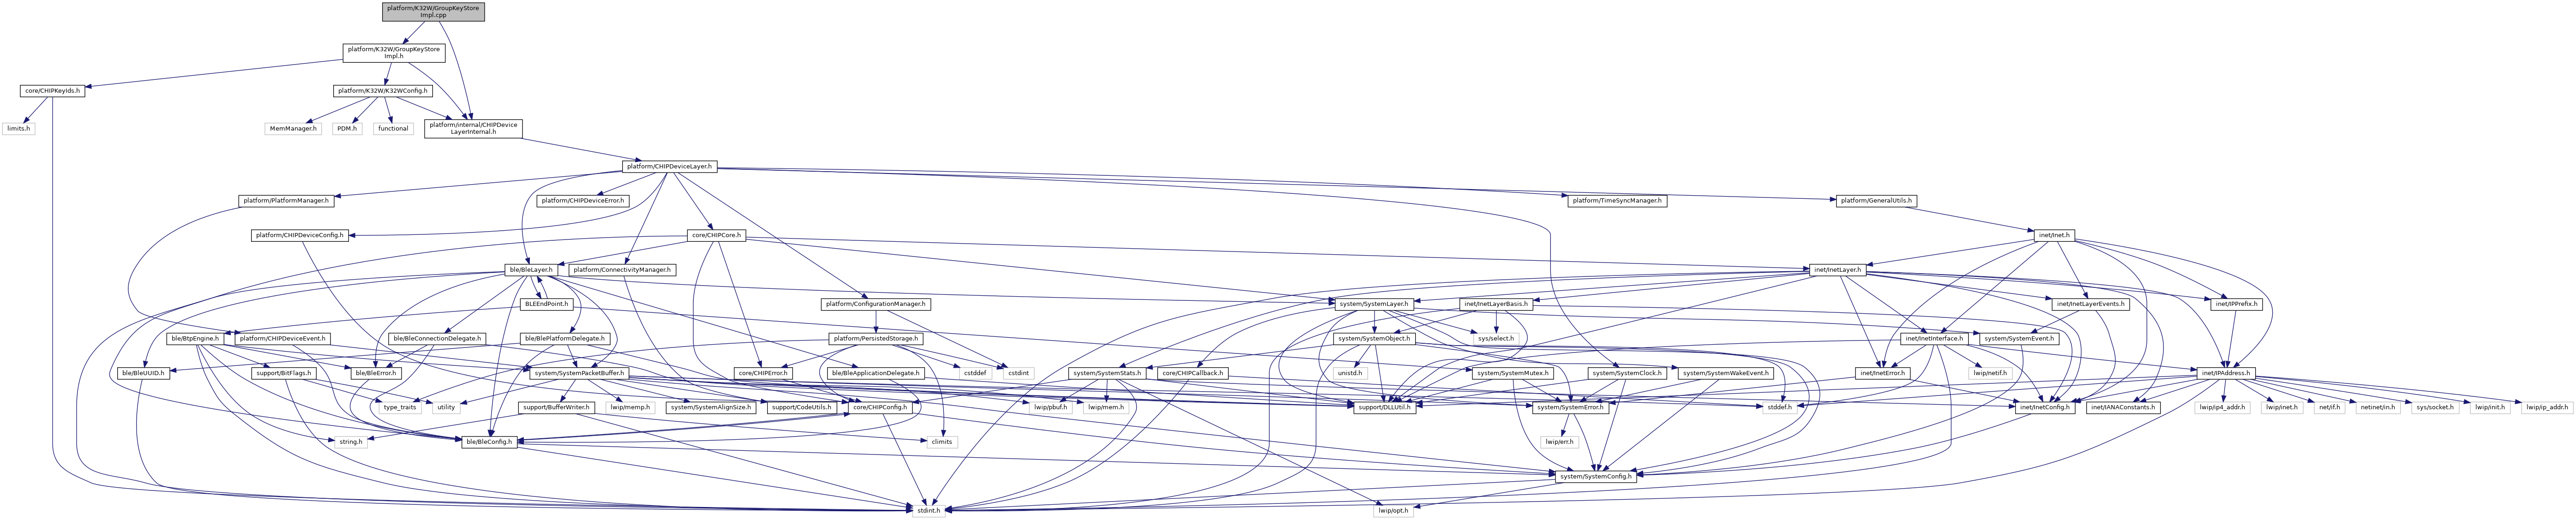 platform/K32W/GroupKeyStore
Impl.cpp
platform/K32W/GroupKeyStore
Impl.h
core/CHIPKeyIds.h
platform/K32W/K32WConfig.h
limits.h
MemManager.h
PDM.h
functional
platform/internal/CHIPDevice
LayerInternal.h
platform/CHIPDeviceLayer.h
platform/PlatformManager.h
platform/CHIPDeviceError.h
platform/TimeSyncManager.h
platform/GeneralUtils.h
platform/CHIPDeviceConfig.h
core/CHIPCore.h
inet/Inet.h
ble/BleLayer.h
platform/ConnectivityManager.h
inet/InetLayer.h
BLEEndPoint.h
platform/ConfigurationManager.h
system/SystemLayer.h
inet/InetLayerBasis.h
inet/InetLayerEvents.h
inet/IPPrefix.h
ble/BtpEngine.h
platform/CHIPDeviceEvent.h
ble/BleConnectionDelegate.h
ble/BlePlatformDelegate.h
platform/PersistedStorage.h
system/SystemObject.h
sys/select.h
inet/InetInterface.h
system/SystemEvent.h
ble/BleUUID.h
support/BitFlags.h
ble/BleError.h
system/SystemPacketBuffer.h
core/CHIPError.h
ble/BleApplicationDelegate.h
cstddef
cstdint
system/SystemStats.h
core/CHIPCallback.h
unistd.h
system/SystemMutex.h
system/SystemClock.h
system/SystemWakeEvent.h
inet/InetError.h
lwip/netif.h
inet/IPAddress.h
type_traits
utility
support/BufferWriter.h
lwip/memp.h
system/SystemAlignSize.h
support/CodeUtils.h
core/CHIPConfig.h
lwip/pbuf.h
lwip/mem.h
support/DLLUtil.h
system/SystemError.h
stddef.h
inet/InetConfig.h
inet/IANAConstants.h
lwip/ip4_addr.h
lwip/inet.h
net/if.h
netinet/in.h
sys/socket.h
lwip/init.h
lwip/ip_addr.h
string.h
ble/BleConfig.h
climits
lwip/err.h
system/SystemConfig.h
stdint.h
lwip/opt.h